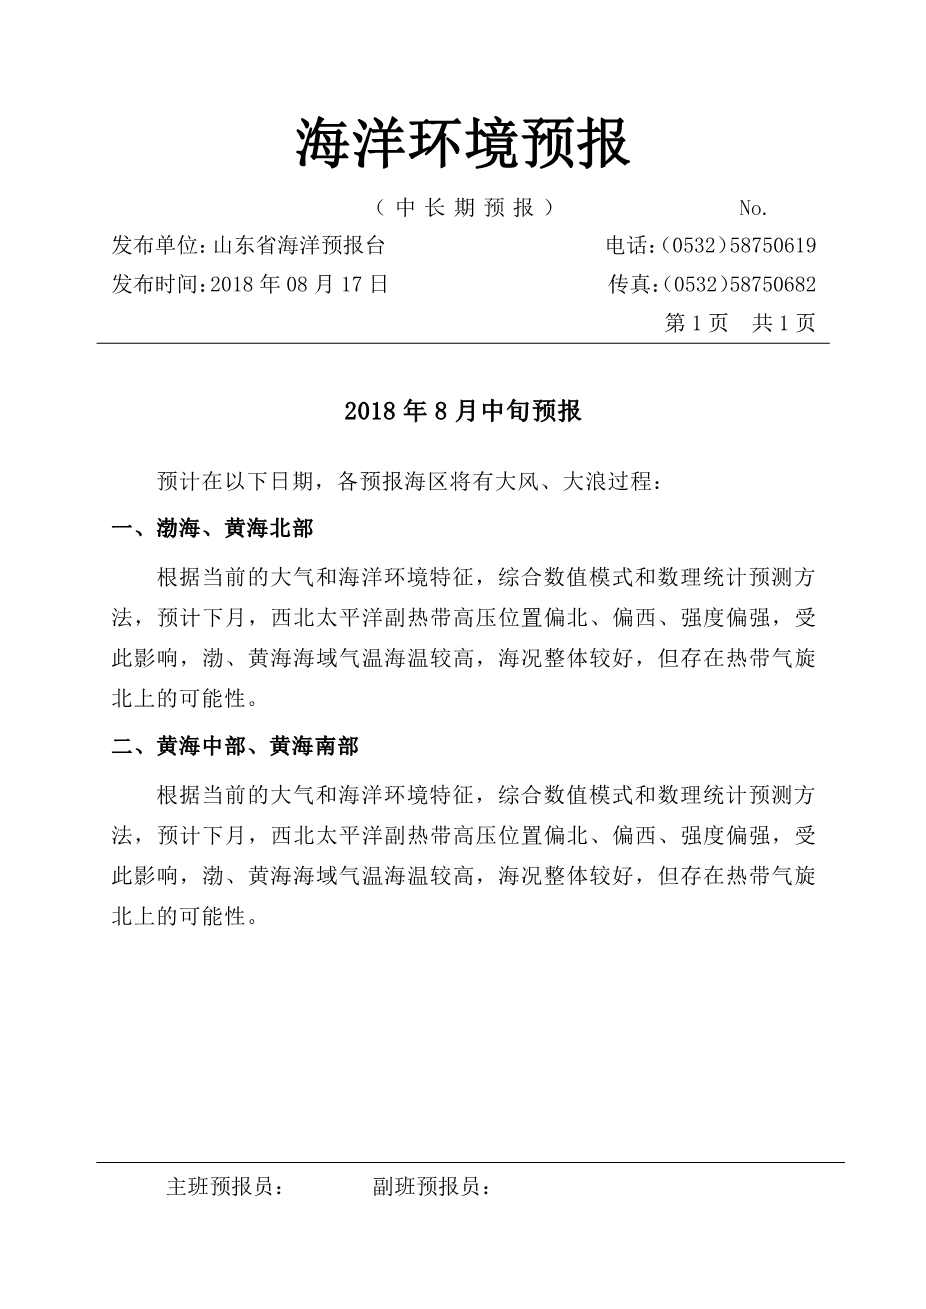 海洋环境预报
（中长期预报） No.
发布单位：山东省海洋预报台 电话：(0532)58750619
发布时间：2018 年 08 月 17 日 传真：(0532)58750682
第 1 页 共 1 页
2018 年 8 月中旬预报
预计在以下日期，各预报海区将有大风、大浪过程：
一、渤海、黄海北部
根据当前的大气和海洋环境特征，综合数值模式和数理统计预测方
法，预计下月，西北太平洋副热带高压位置偏北、偏西、强度偏强，受
此影响，渤、黄海海域气温海温较高，海况整体较好，但存在热带气旋
北上的可能性。
二、黄海中部、黄海南部
根据当前的大气和海洋环境特征，综合数值模式和数理统计预测方
法，预计下月，西北太平洋副热带高压位置偏北、偏西、强度偏强，受
此影响，渤、黄海海域气温海温较高，海况整体较好，但存在热带气旋
北上的可能性。
主班预报员： 副班预报员：